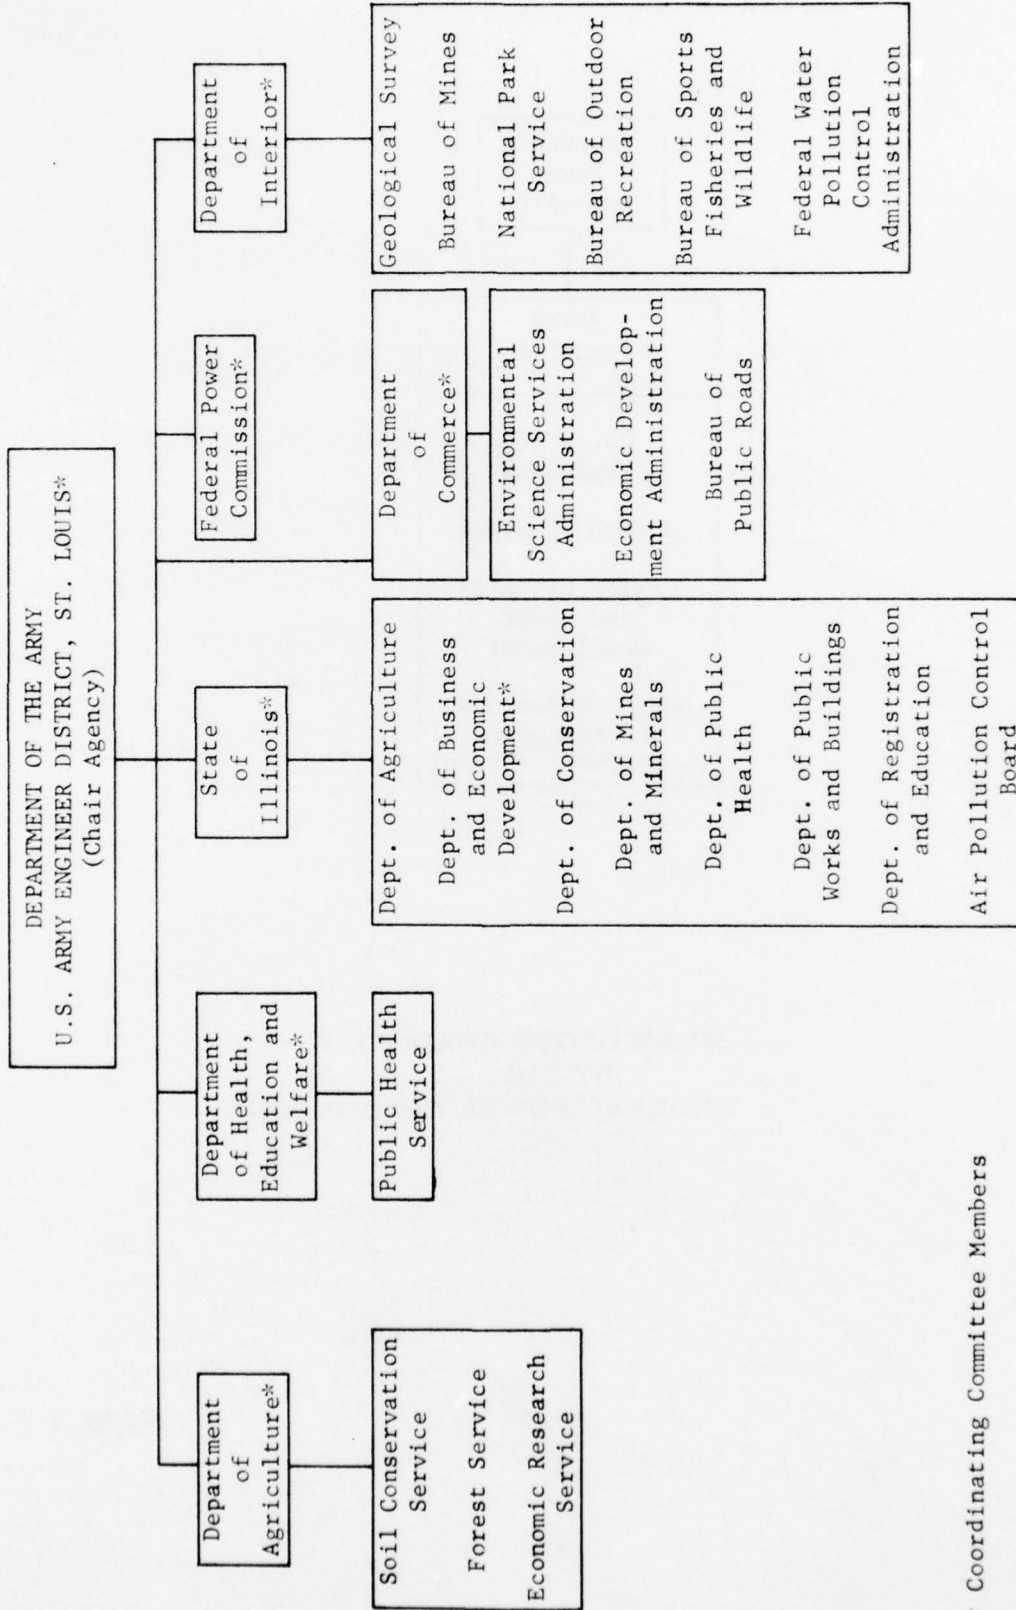 DEPARTMENT OF THE ARMY
U.S. ARMY ENGINEER DISTRICT, ST. LOUIS*
(Chair Agency)
Department
of
Agriculture*
Soil Conservation
Service
Forest Service
Economic Research
Service
Department
of Health,
Education and
Welfare*
Public Health
Service
State
of
Illinois*
Dept. of Agriculture
Dept. of Business
and Economic
Development*
Dept. of Conservation
Dept. of Mines
and Minerals
Dept. of Public
Health
Dept. of Public
Works and Buildings
Dept. of Registration
and Education
Air Pollution Control
Board
Federal Power
Commission*
Department
of
Commerce*
Environmental
Science Services
Administration
Economic Develop-
ment Administration
Bureau of
Public Roads
Department
of
Interior*
Geological Survey
Bureau of Mines
National Park
Service
Bureau of Outdoor
Recreation
Bureau of Sports
Fisheries and
Wildlife
Federal Water
Pollution
Control
Administration
Coordinating Committee Members